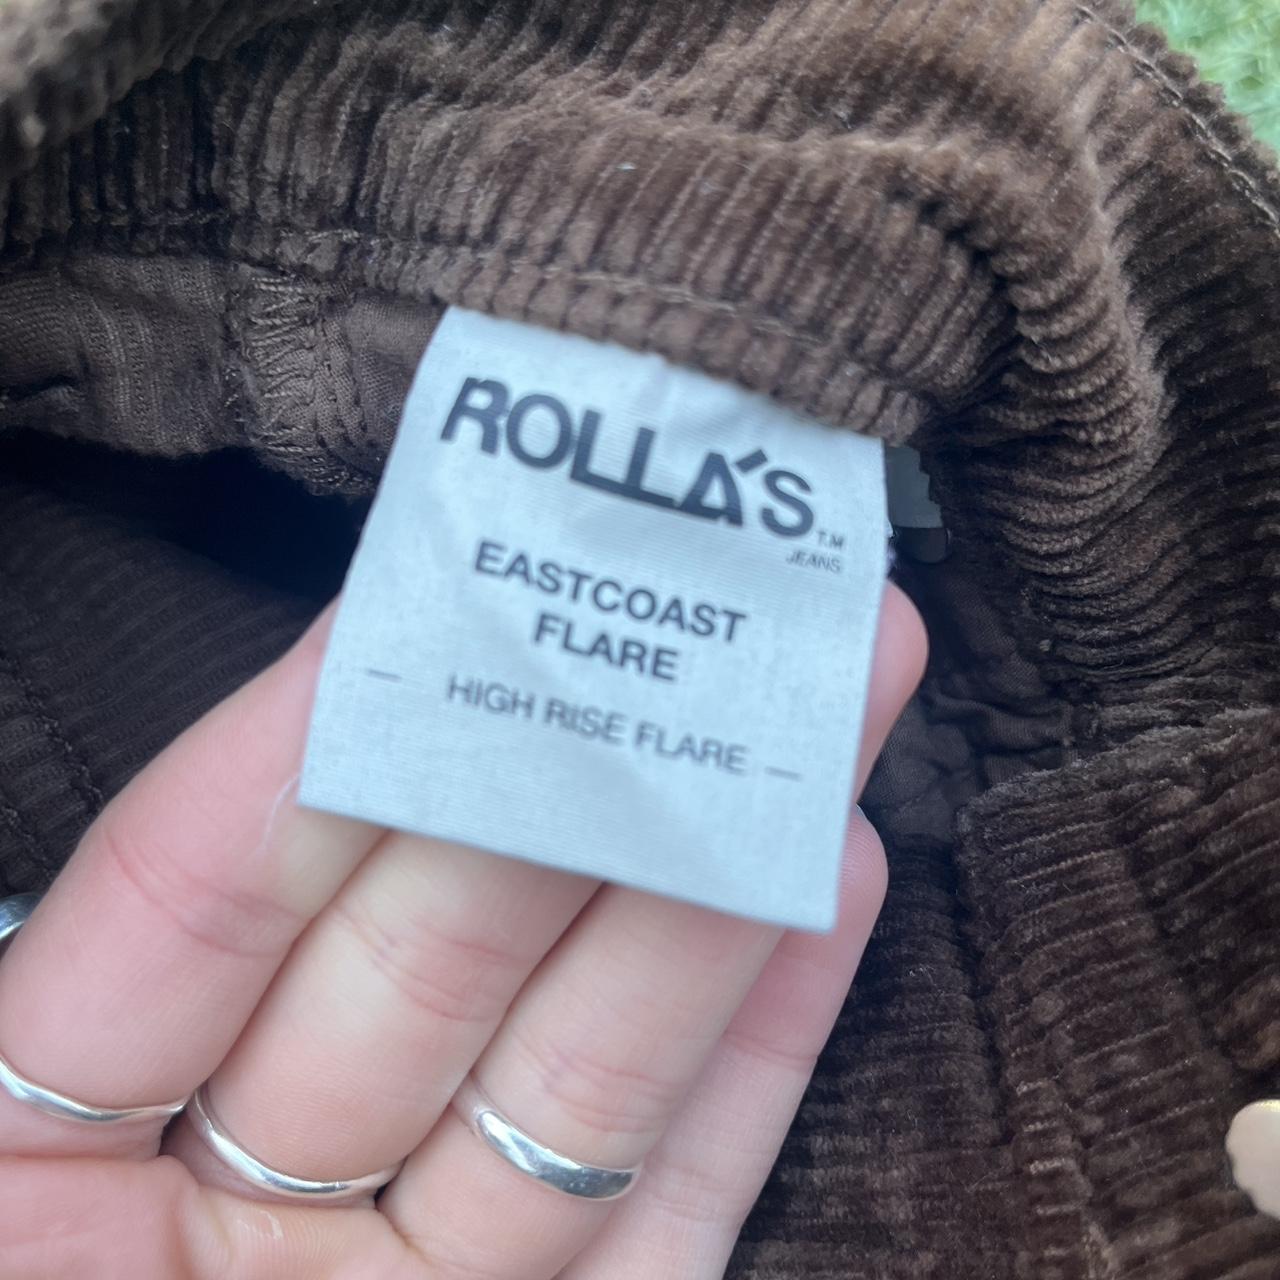 ROLLA'S
T.M
JEANS
EASTCOAST
FLARE
— HIGH RISE FLARE —